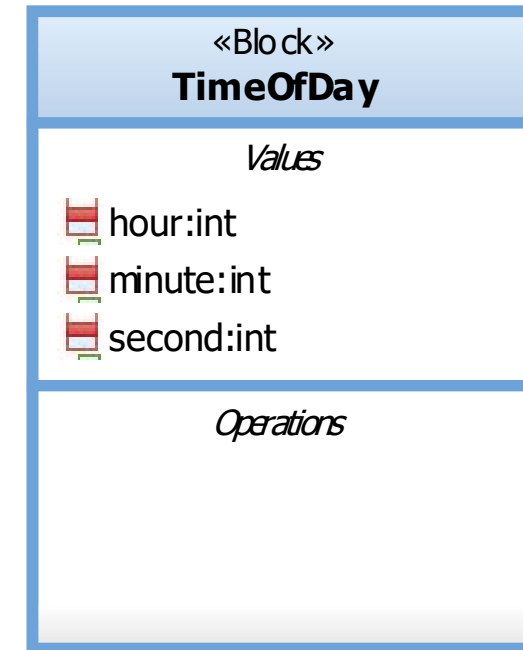 «Block»
TimeOfDay
Values
hour:int
minute:int
second:int
Operations